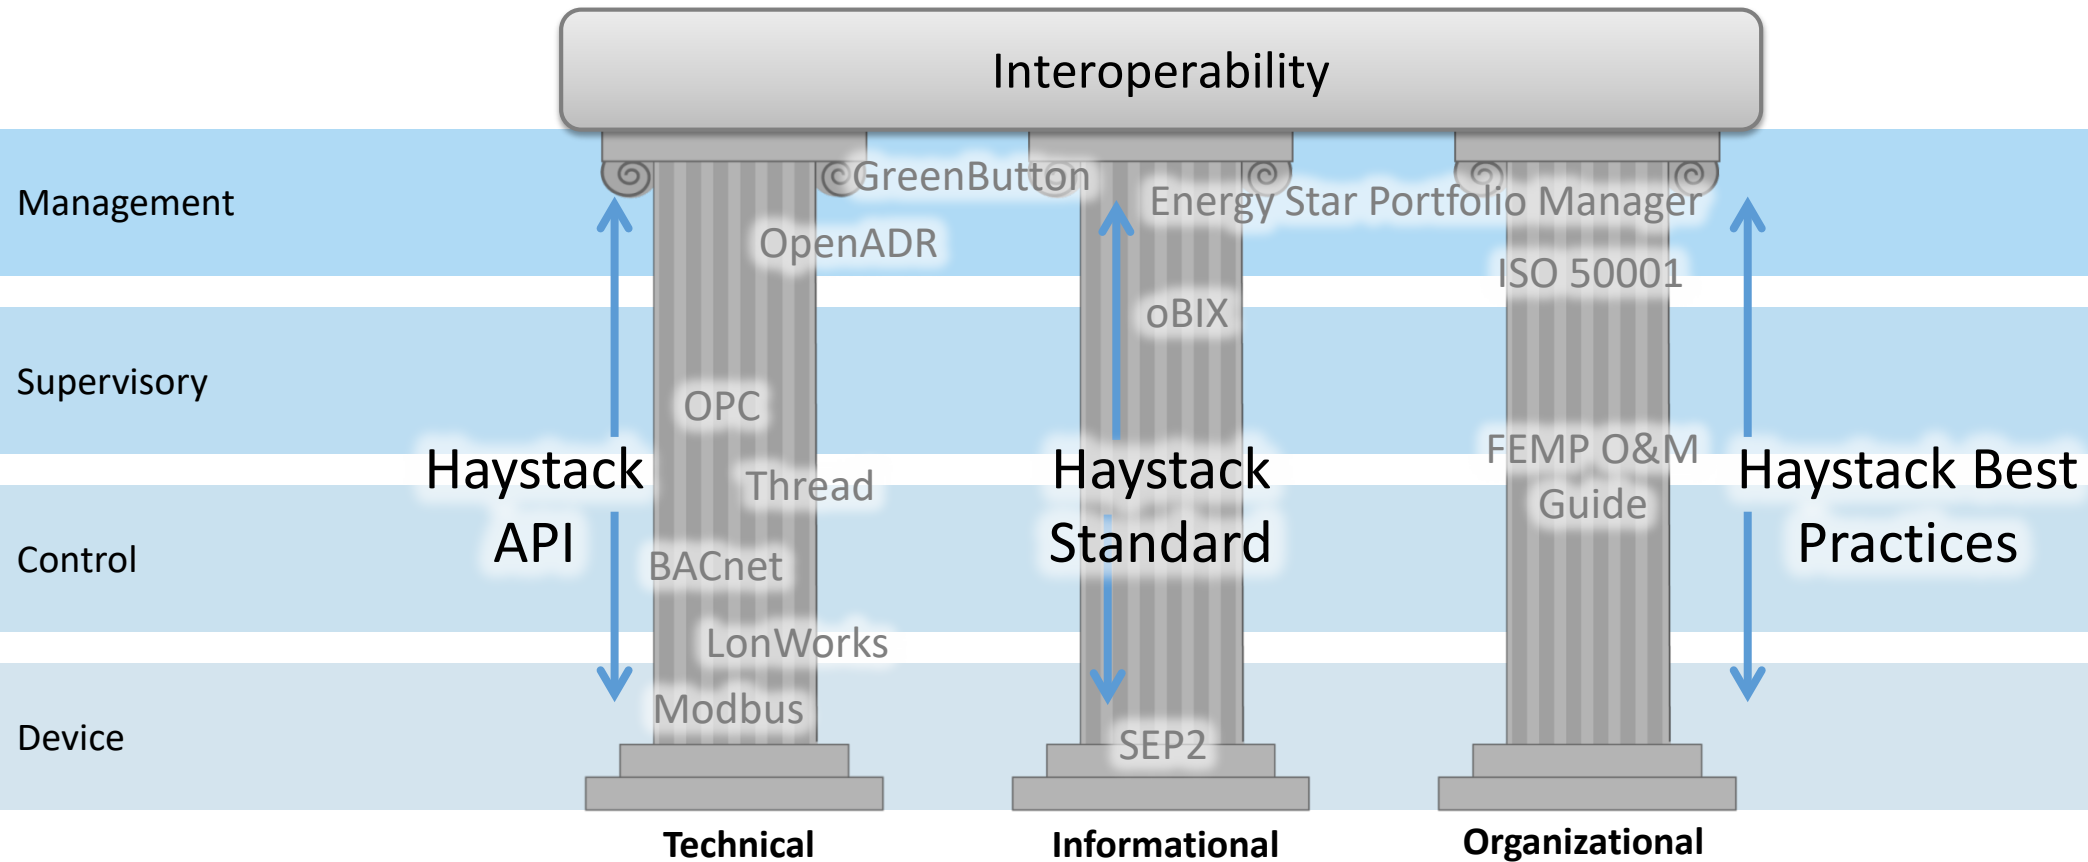 Interoperability
Management
GreenButton
Energy Star Portfolio Manager
OpenADR
ISO 50001
oBIX
Supervisory
OPC
FEMP O&M
Guide
Haystack
API
Thread
Haystack
Standard
Haystack Best
Practices
Control
BACnet
LonWorks
Modbus
Device
SEP2
Technical
Informational
Organizational